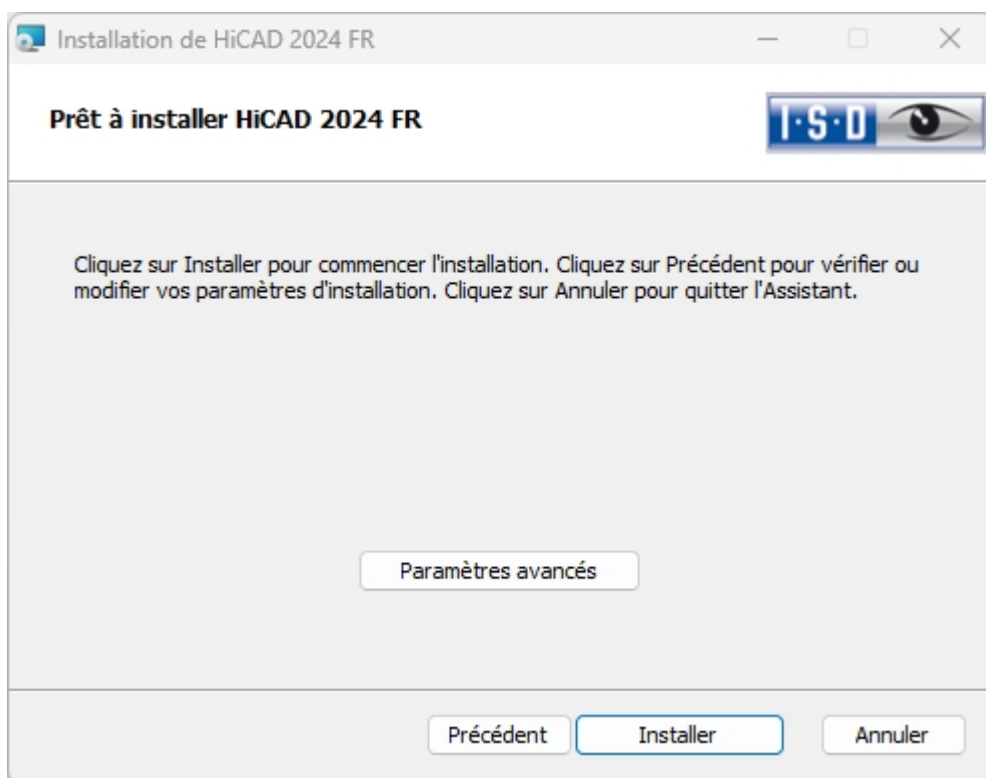 Installation de HiCAD 2024 FR
Prêt à installer HiCAD 2024 FR
I·S·D
Cliquez sur Installer pour commencer l'installation. Cliquez sur Précédent pour vérifier ou
modifier vos paramètres d'installation. Cliquez sur Annuler pour quitter l'Assistant.
Paramètres avancés
Précédent
Installer
Annuler